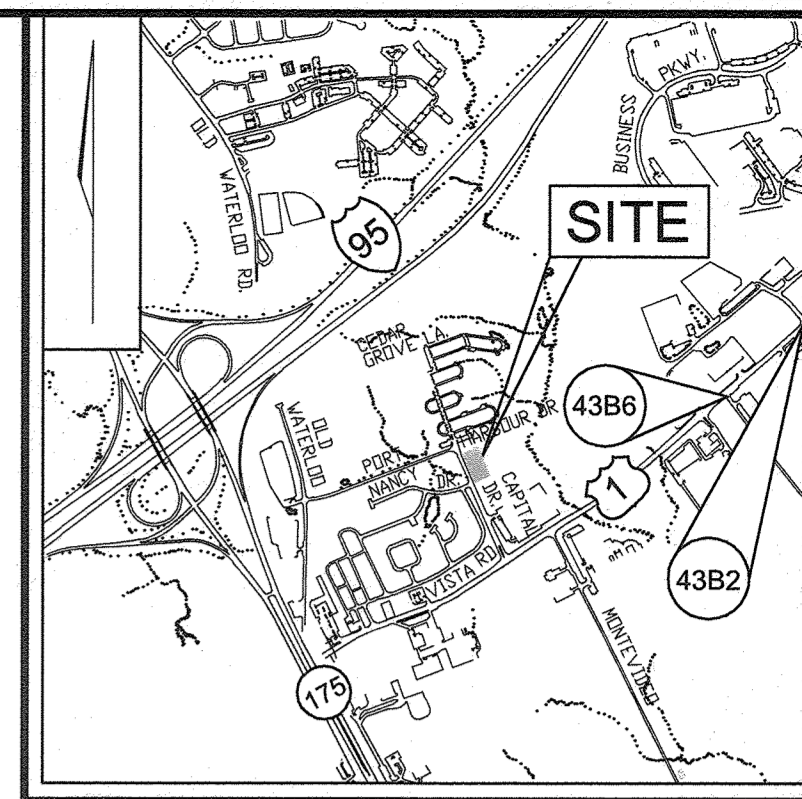 PKWY.
BUSINESS
OLD
WATERLOO RD.
95
SITE
CEDAR
GROVE LA.
HARBOUR DR
43B6
OLD
WATERLOO
PORT
CAPITAL
DR.
NANCY DR.
1
43B2
VISTA RD
MONTEVIDEO
175